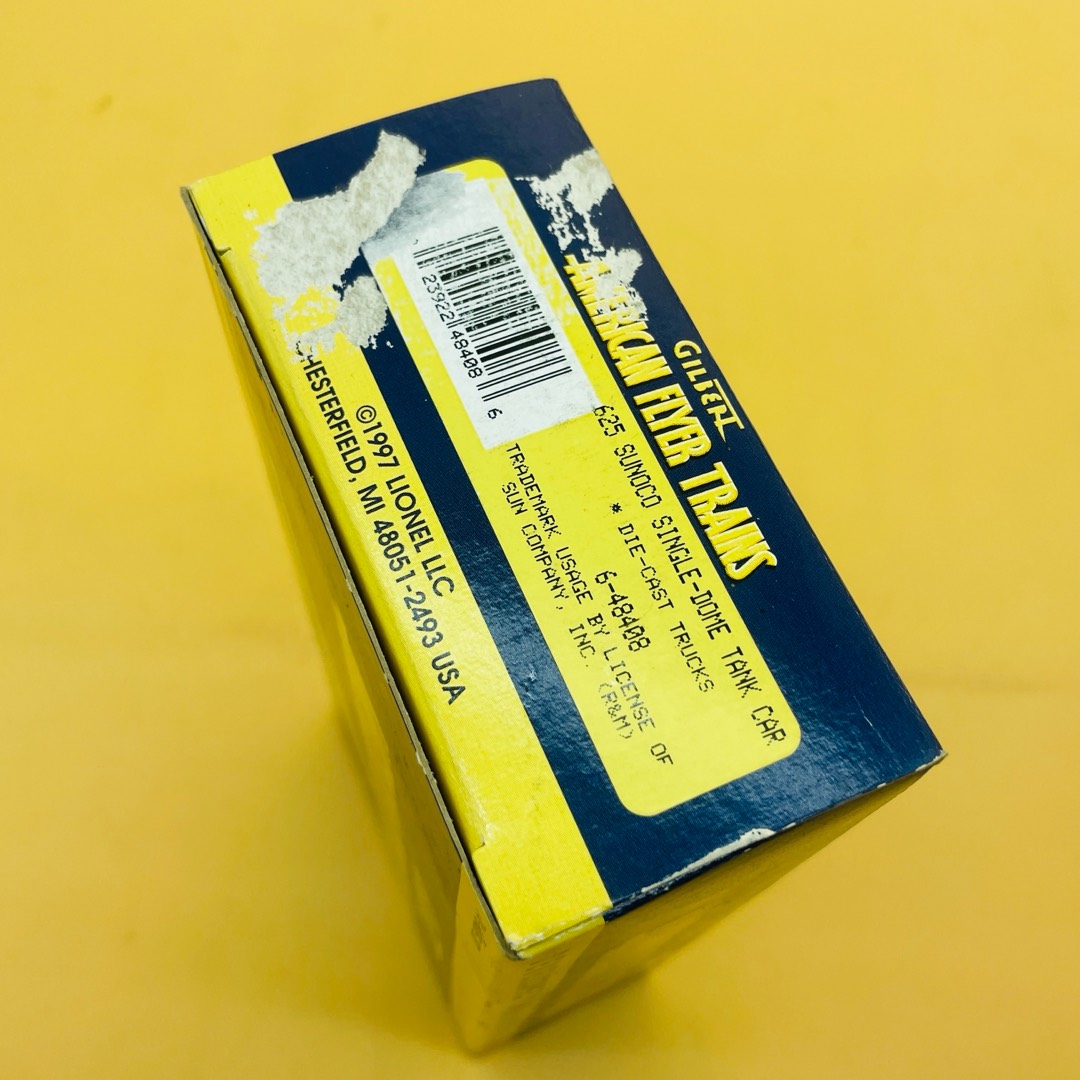 GILBERT
AMERICAN FLYER TRAINS
625 SUNOCO SINGLE-DOME TANK CAR
* DIE-CAST TRUCKS
6-48408
TRADEMARK USAGE BY LICENSE OF
SUN COMPANY, INC. (R&M)
23922 48408 6
©1997 LIONEL LLC
CHESTERFIELD, MI 48051-2493 USA